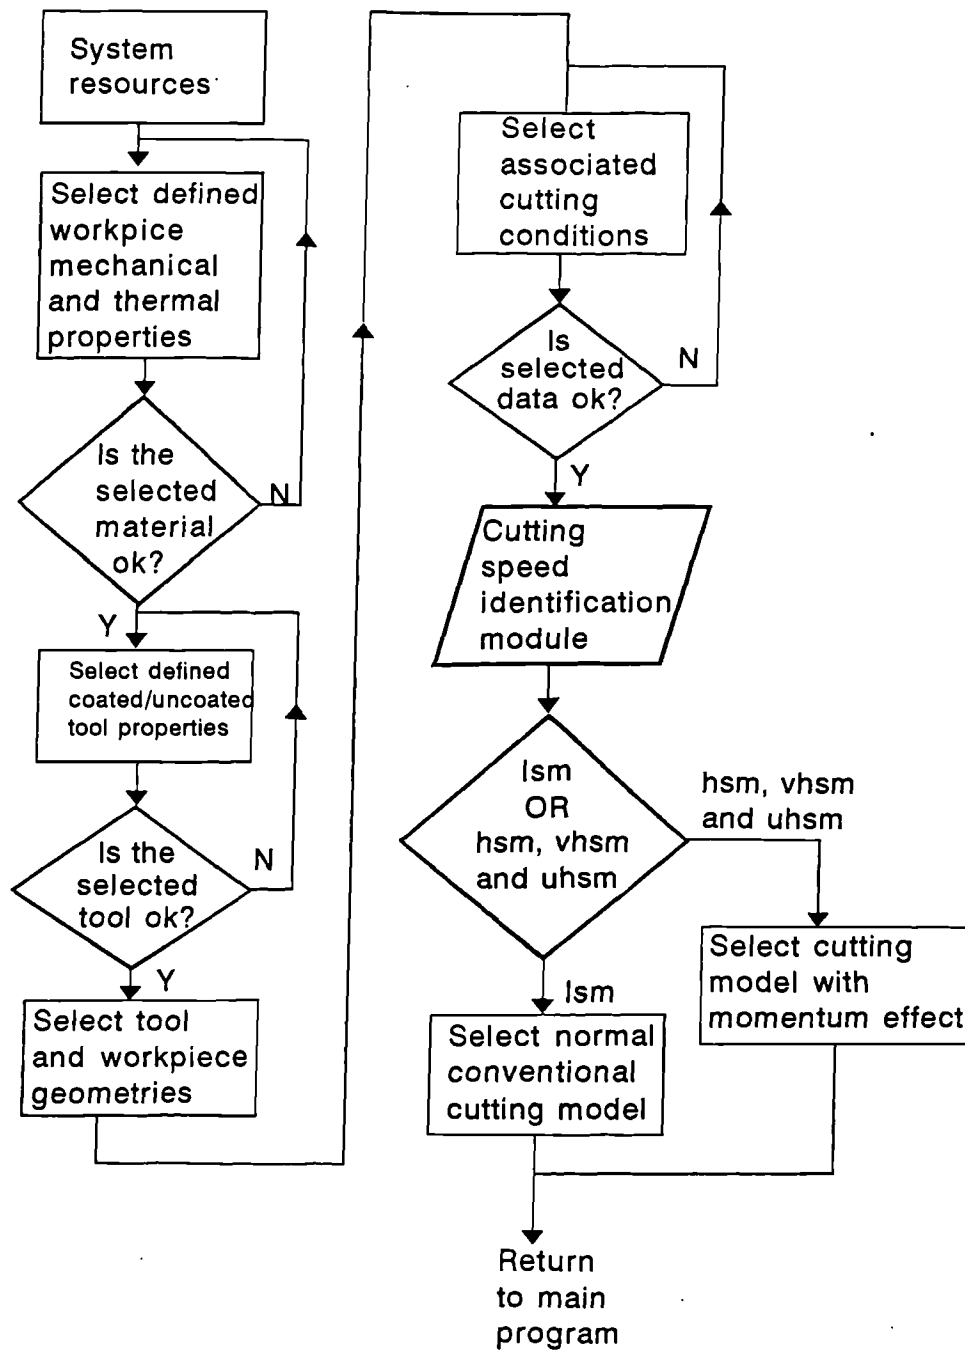 System
resources
Select defined
workpice
mechanical
and thermal
properties
Is the
selected
material
ok?
N
Y
Select defined
coated/uncoated
tool properties
Is the
selected
tool ok?
N
Y
Select tool
and workpiece
geometries
Select
associated
cutting
conditions
Is
selected
data ok?
N
Y
Cutting
speed
identification
module
lsm
OR
hsm, vhsm
and uhsm
hsm, vhsm
and uhsm
lsm
Select cutting
model with
momentum effect
Select normal
conventional
cutting model
Return
to main
program